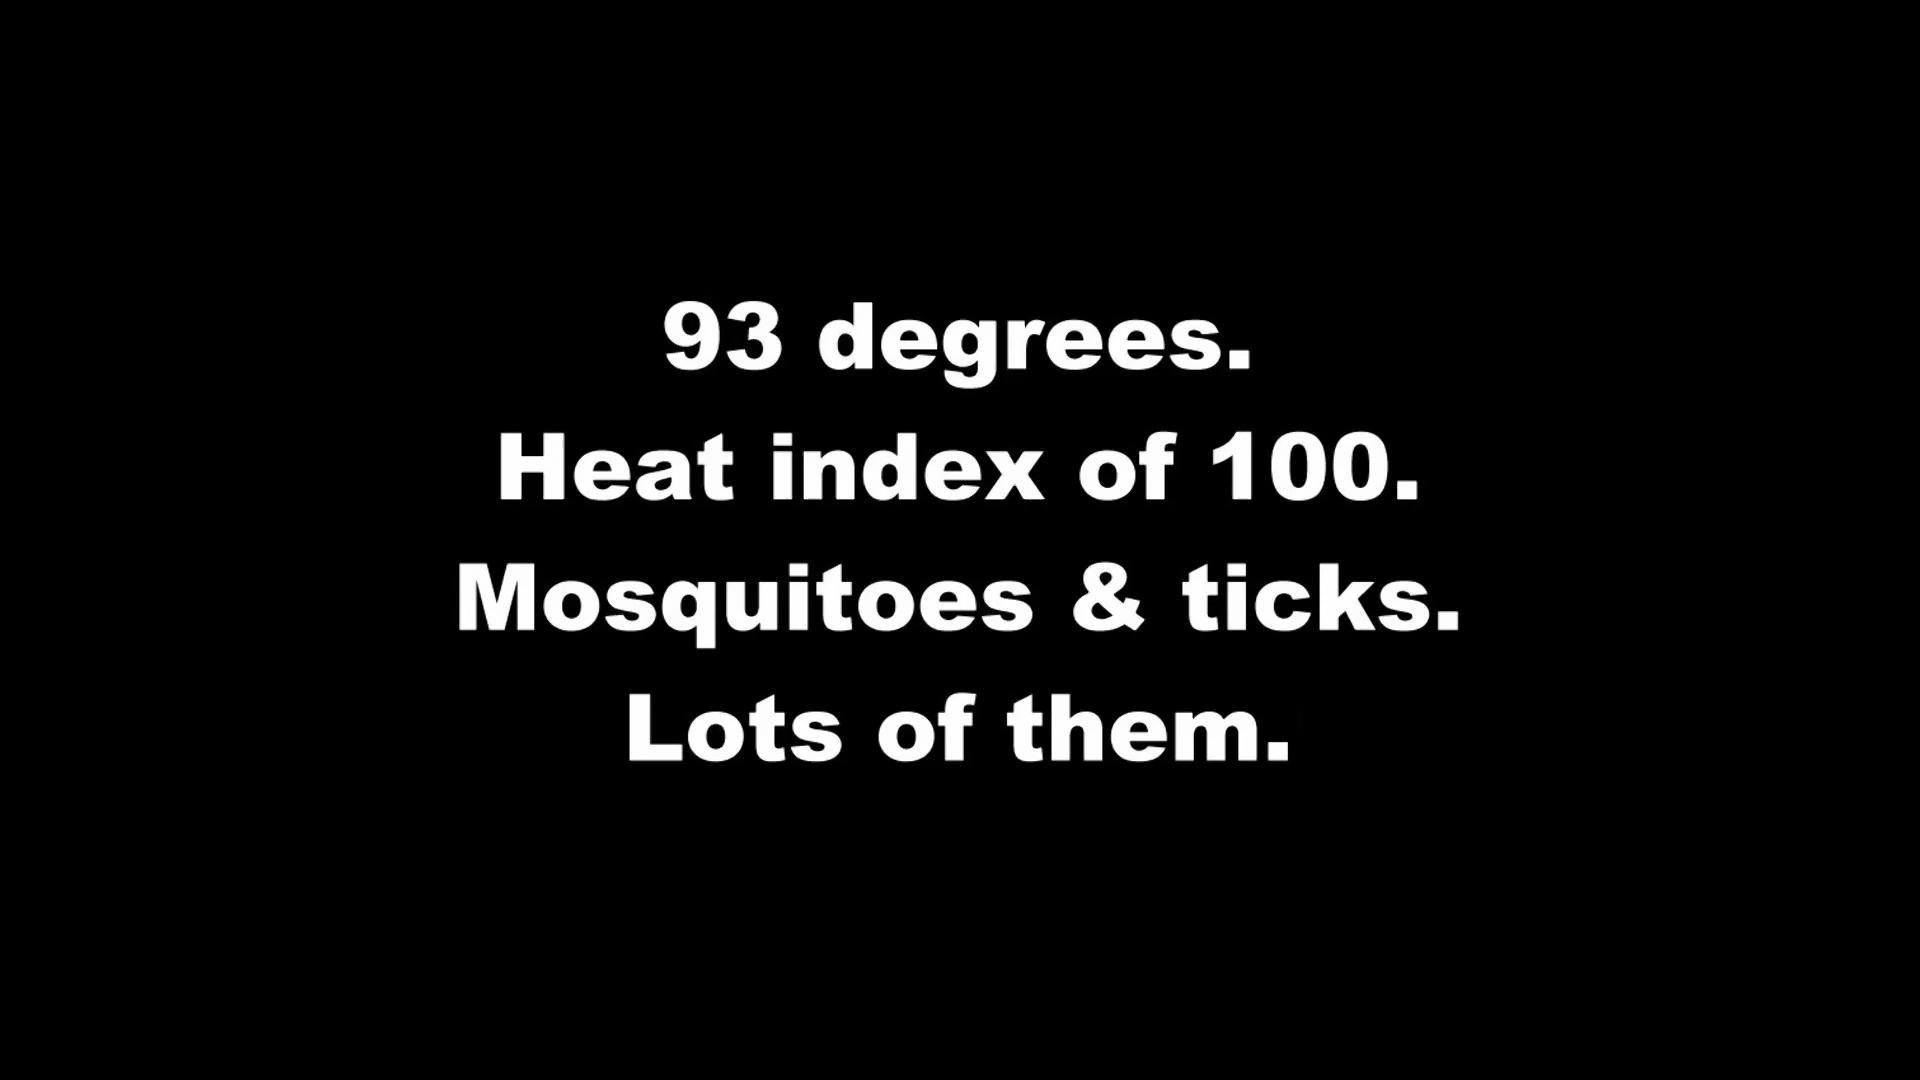 93 degrees.
Heat index of 100.
Mosquitoes & ticks.
Lots of them.